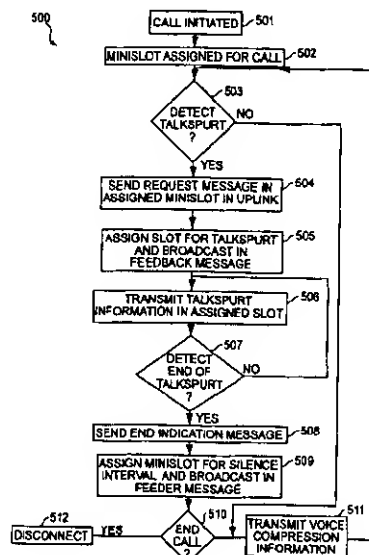 500
CALL INITIATED
501
MINISLOT ASSIGNED FOR CALL
502
503
DETECT
TALKSPURT
?
NO
YES
SEND REQUEST MESSAGE IN
ASSIGNED MINISLOT IN UPLINK
504
ASSIGN SLOT FOR TALKSPURT
AND BROADCAST IN
FEEDBACK MESSAGE
505
TRANSMIT TALKSPURT
INFORMATION IN ASSIGNED SLOT
506
507
DETECT
END OF
TALKSPURT
?
NO
YES
SEND END INDICATION MESSAGE
508
ASSIGN MINISLOT FOR SILENCE
INTERVAL AND BROADCAST IN
FEEDER MESSAGE
509
512
DISCONNECT
YES
510
END
CALL
?
511
TRANSMIT VOICE
COMPRESSION
INFORMATION